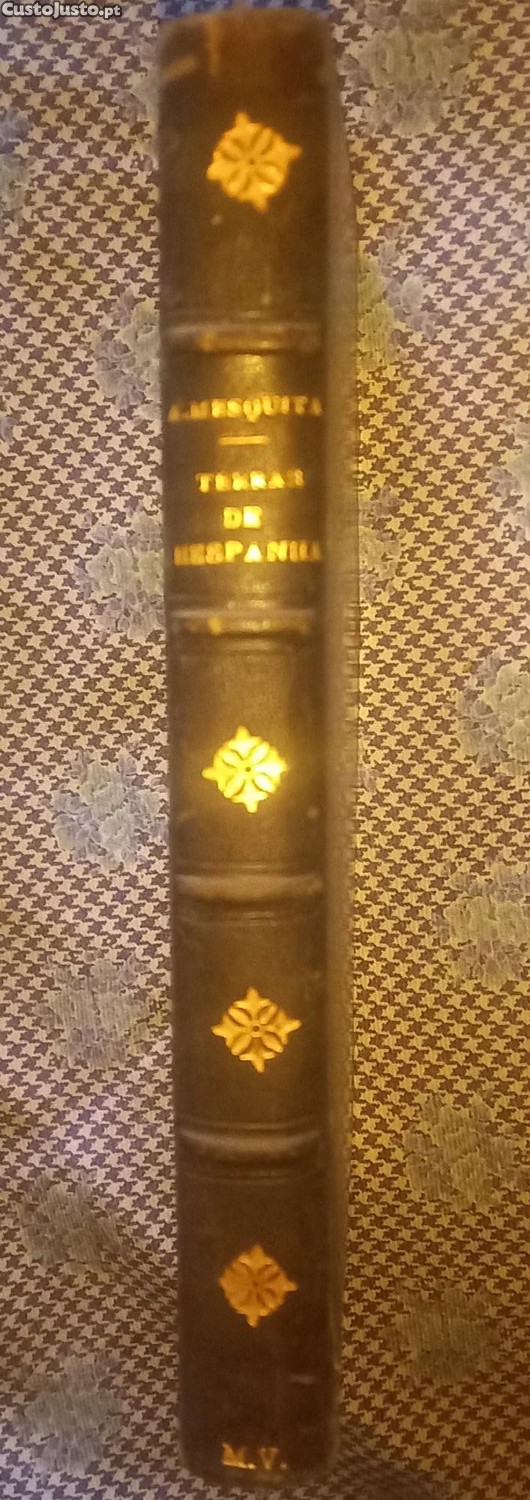 CustoJusto.pt
A. MESQUITA
TERRAS
DE
HESPANHA
M. V.